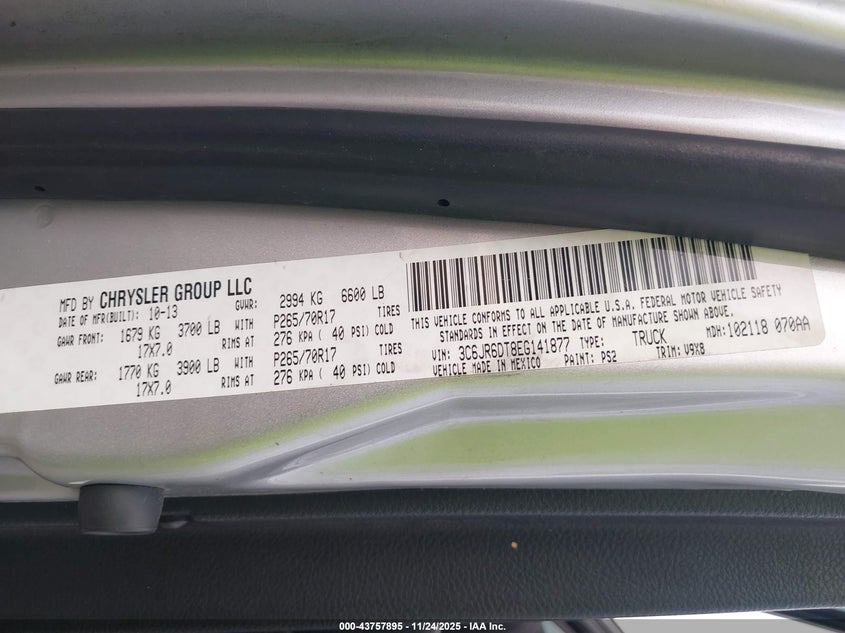 MFD BY CHRYSLER GROUP LLC
DATE OF MFR(BUILT): 10-13 GVWR: 2994 KG 6600 LB
GAWR FRONT: 1679 KG 3700 LB WITH P265/70R17 TIRES
17X7.0 RIMS AT 276 KPA ( 40 PSI) COLD
GAWR REAR: 1770 KG 3900 LB WITH P265/70R17 TIRES
17X7.0 RIMS AT 276 KPA ( 40 PSI) COLD
THIS VEHICLE CONFORMS TO ALL APPLICABLE U.S.A. FEDERAL MOTOR VEHICLE SAFETY
STANDARDS IN EFFECT ON THE DATE OF MANUFACTURE SHOWN ABOVE.
VIN: 3C6JR6DT8EG141877 TYPE: TRUCK MDH: 102118 070AA
VEHICLE MADE IN MEXICO PAINT: PS2 TRIM: V9X8
000-43757895 - 11/24/2025 - IAA Inc.